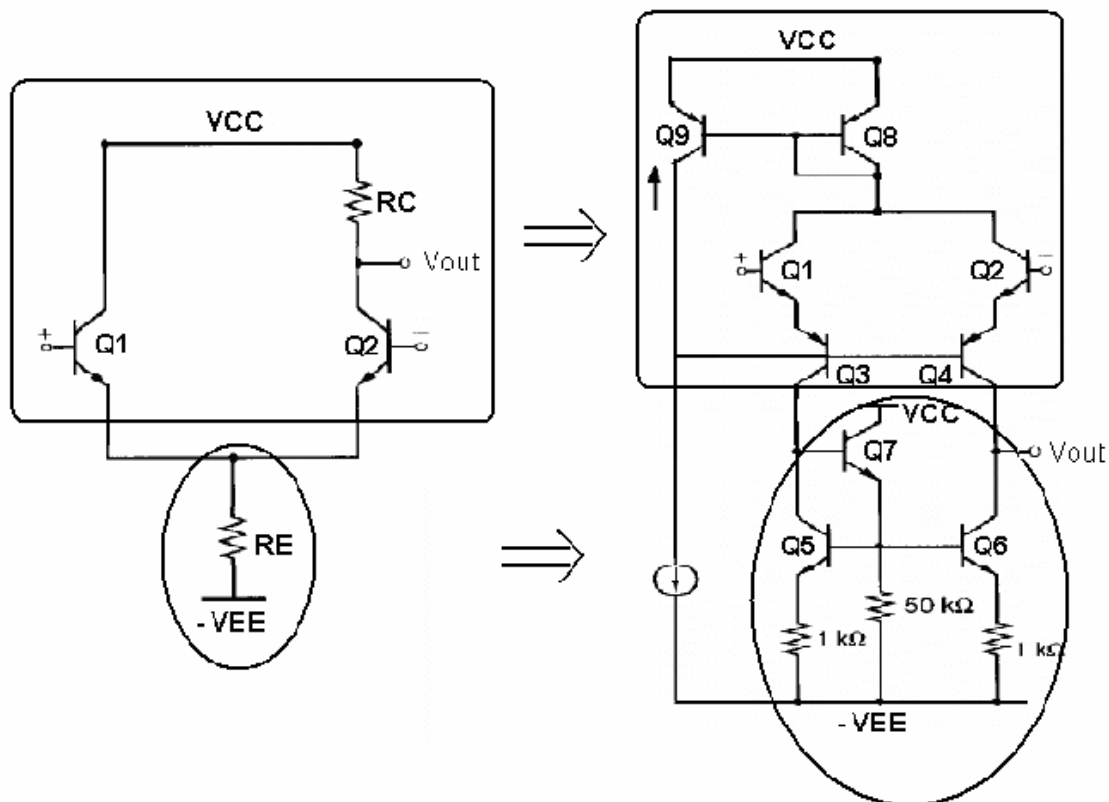 VCC
RC
Vout
+
Q1
Q2
−
RE
- VEE
VCC
Q9
Q8
+
Q1
Q2
−
Q3
Q4
VCC
Q7
Vout
Q5
Q6
50 kΩ
1 kΩ
1 kΩ
- VEE